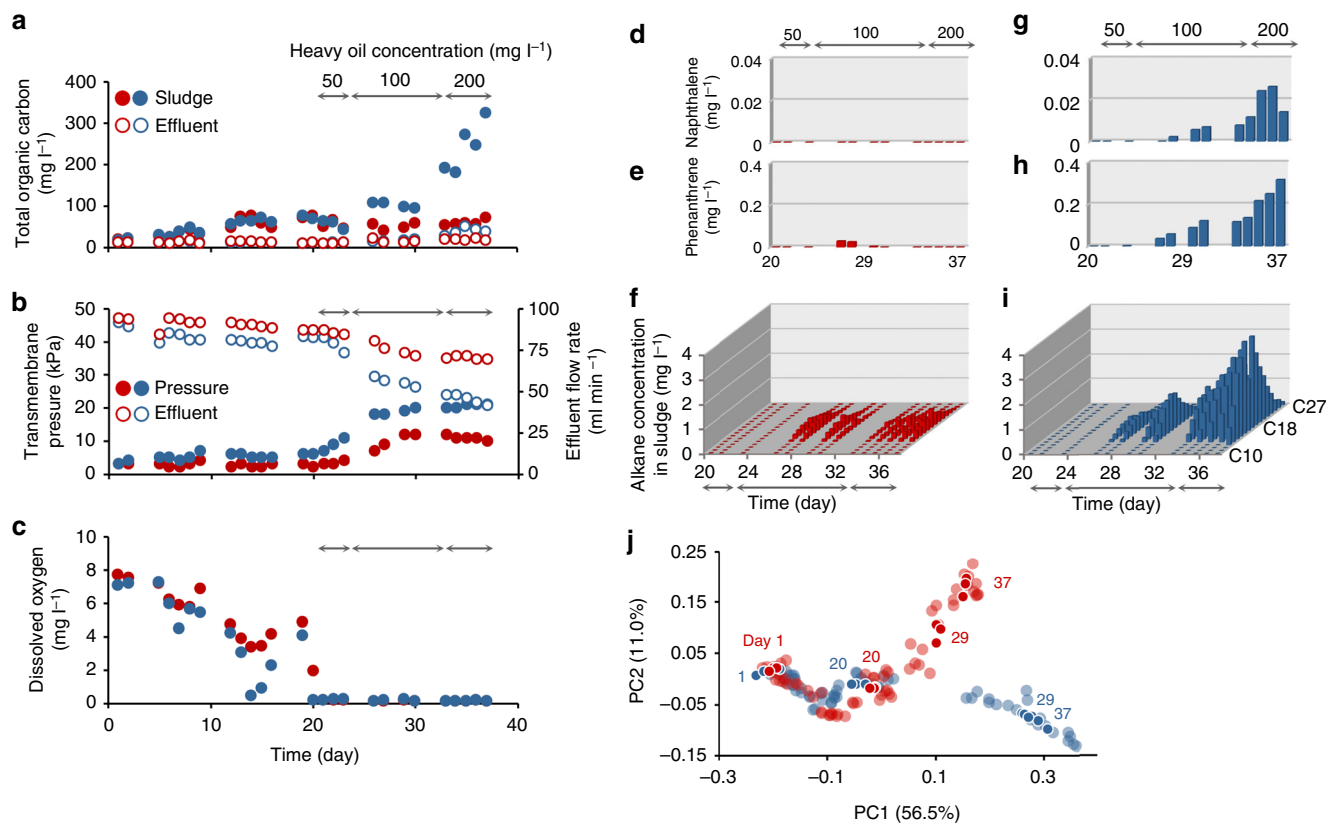 a
Heavy oil concentration (mg l⁻¹)
50 100 200
Total organic carbon
(mg l⁻¹)
400
300
200
100
0
Sludge
Effluent
b
Transmembrane
pressure (kPa)
50
40
30
20
10
0
Pressure
Effluent
100
75
50
25
0
Effluent flow rate
(ml min⁻¹)
c
Dissolved oxygen
(mg l⁻¹)
10
8
6
4
2
0
0 10 20 30 40
Time (day)
d
50 100 200
Naphthalene
(mg l⁻¹)
0.04
0.02
0
e
Phenanthrene
(mg l⁻¹)
0.4
0.2
0
20 29 37
f
Alkane concentration
in sludge (mg l⁻¹)
4
3
2
1
0
20 24 28 32 36
Time (day)
g
50 100 200
0.04
0.02
0
h
0.4
0.2
0
20 29 37
i
4
3
2
1
0
C27
C18
C10
20 24 28 32 36
Time (day)
j
PC2 (11.0%)
0.25
0.15
0.05
−0.05
−0.15
−0.3 −0.1 0.1 0.3
PC1 (56.5%)
Day 1
1
20
20
29
37
29
37